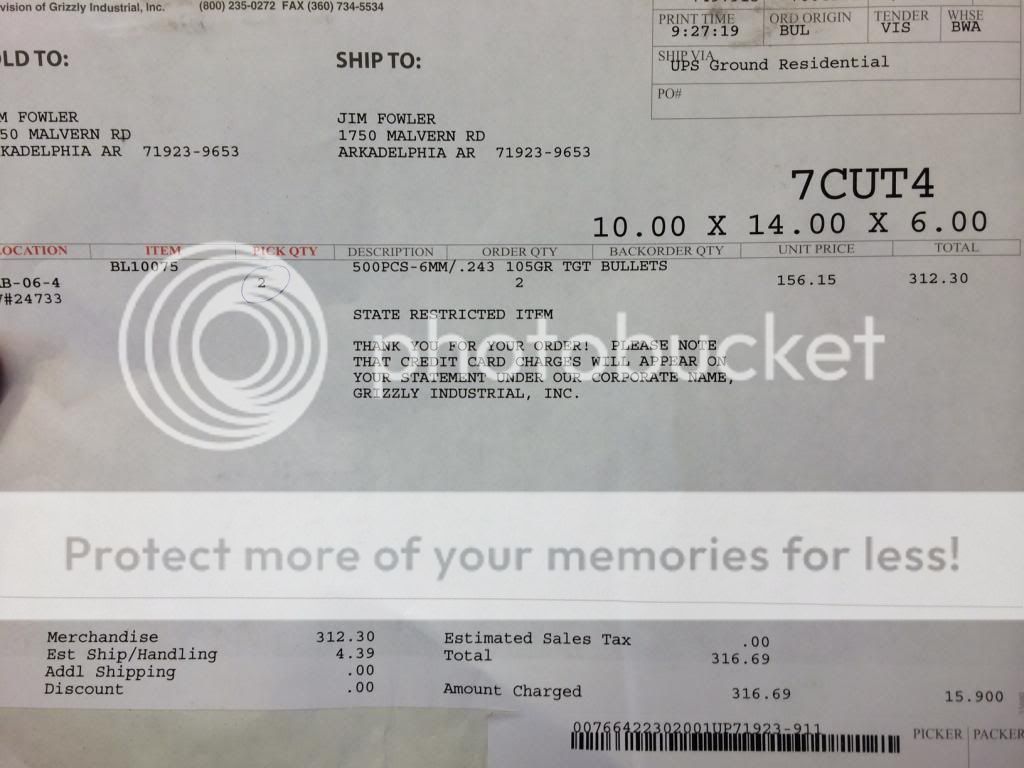 vision of Grizzly Industrial, Inc. (800) 235-0272 FAX (360) 734-5534
PRINT TIME ORD ORIGIN TENDER WHSE
9:27:19 BUL VIS BWA
SHIP VIA
UPS Ground Residential
PO#
LD TO: SHIP TO:
M FOWLER JIM FOWLER
50 MALVERN RD 1750 MALVERN RD
KADELPHIA AR 71923-9653 ARKADELPHIA AR 71923-9653
7CUT4
10.00 X 14.00 X 6.00
LOCATION ITEM PICK QTY DESCRIPTION ORDER QTY BACKORDER QTY UNIT PRICE TOTAL
BL10075 500PCS-6MM/.243 105GR TGT BULLETS
B-06-4 2 2 156.15 312.30
#24733
STATE RESTRICTED ITEM
THANK YOU FOR YOUR ORDER! PLEASE NOTE
THAT CREDIT CARD CHARGES WILL APPEAR ON
YOUR STATEMENT UNDER OUR CORPORATE NAME,
GRIZZLY INDUSTRIAL, INC.
photobucket
Protect more of your memories for less!
Merchandise 312.30 Estimated Sales Tax .00
Est Ship/Handling 4.39 Total 316.69
Addl Shipping .00
Discount .00 Amount Charged 316.69 15.900
00766422302001UP71923-911
PICKER PACKER